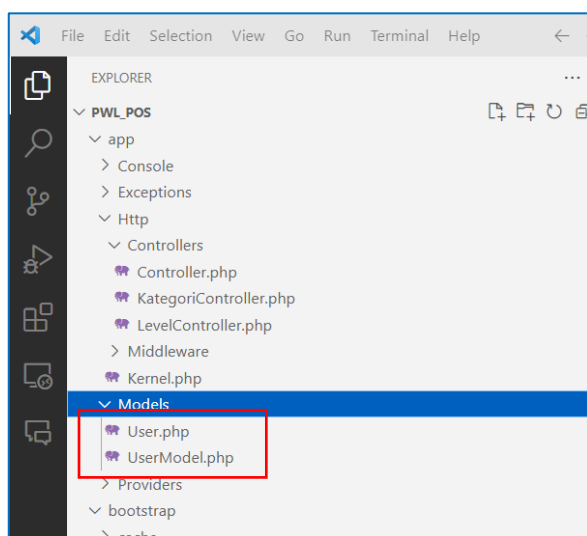 File Edit Selection View Go Run Terminal Help
EXPLORER
PWL_POS
app
Console
Exceptions
Http
Controllers
Controller.php
KategoriController.php
LevelController.php
Middleware
Kernel.php
Models
User.php
UserModel.php
Providers
bootstrap
cache